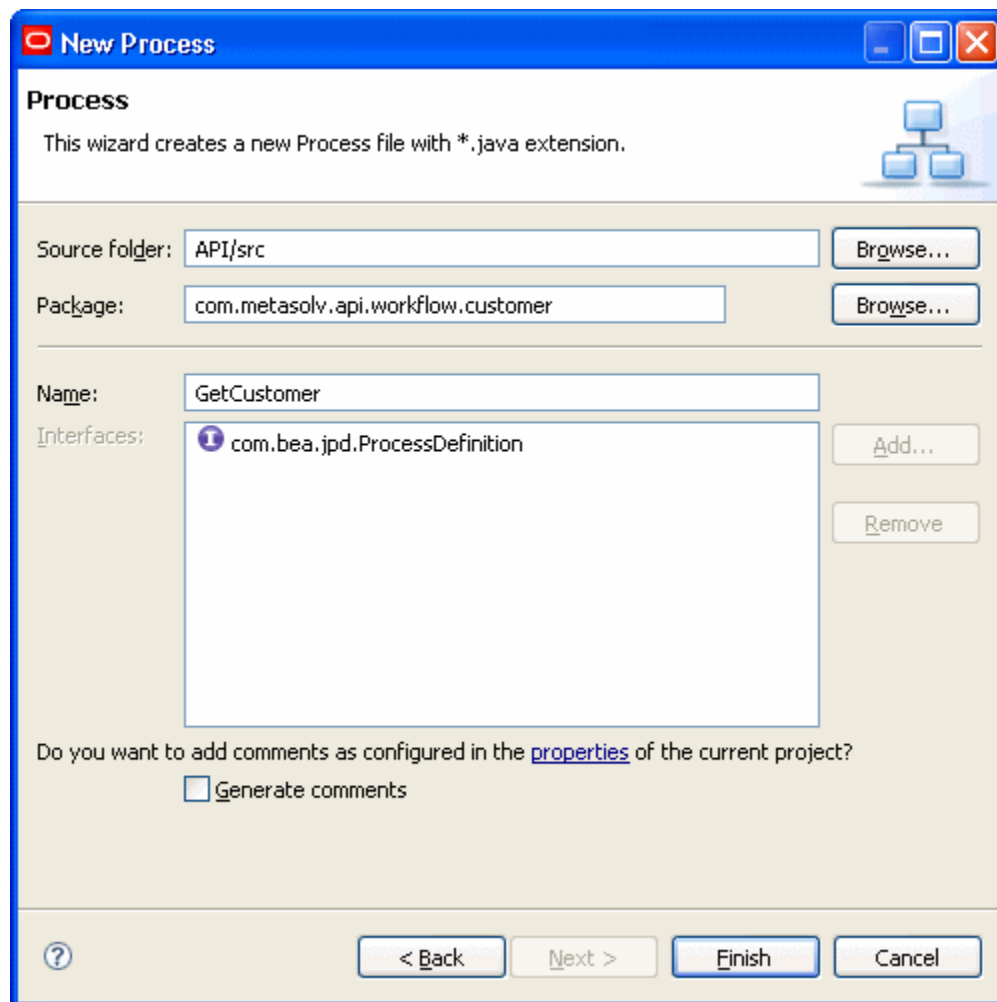 New Process
Process
This wizard creates a new Process file with *.java extension.
Source folder: API/src Browse...
Package: com.metasolv.api.workflow.customer Browse...
Name: GetCustomer
Interfaces: I com.bea.jpd.ProcessDefinition Add...
Remove
Do you want to add comments as configured in the properties of the current project?
Generate comments
? < Back Next > Finish Cancel